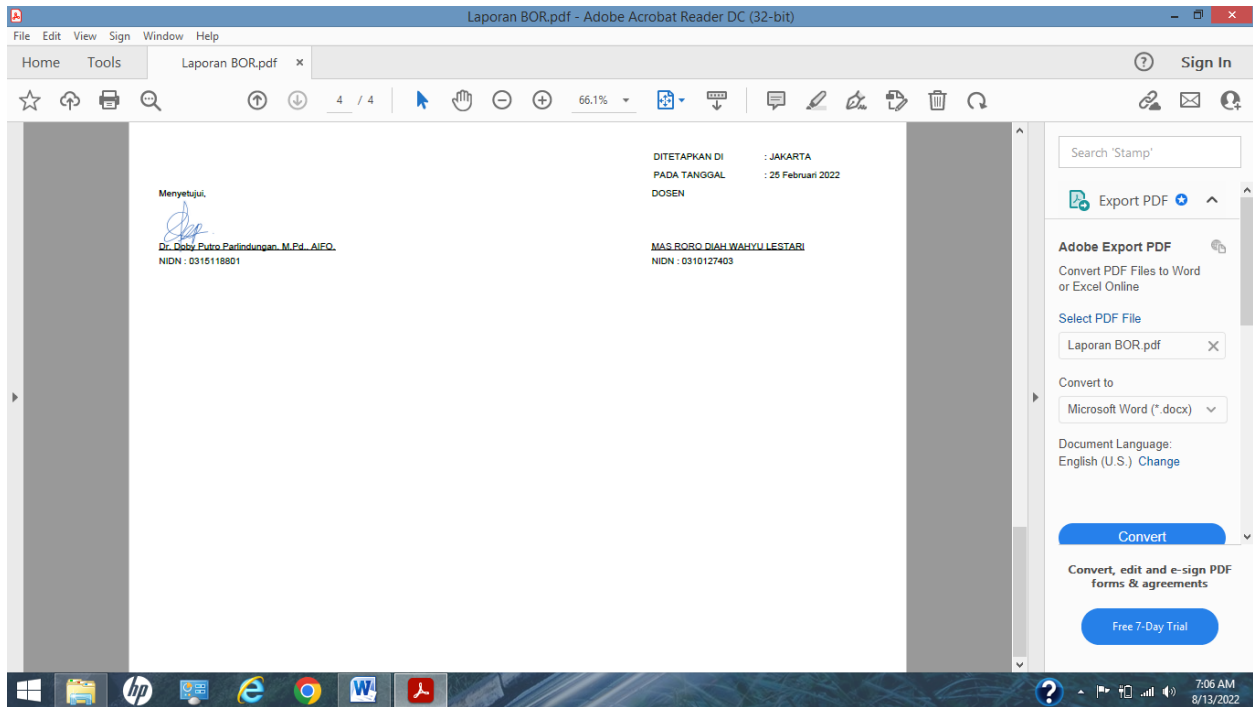 Laporan BOR.pdf - Adobe Acrobat Reader DC (32-bit)
File Edit View Sign Window Help
Home Tools Laporan BOR.pdf × Sign In
4 / 4 66.1%
DITETAPKAN DI : JAKARTA
PADA TANGGAL : 25 Februari 2022
Menyetujui, DOSEN
Dr. Doby Putro Parlindungan, M.Pd., AIFO. MAS RORO DIAH WAHYU LESTARI
NIDN : 0315118801 NIDN : 0310127403
Search 'Stamp'
Export PDF
Adobe Export PDF
Convert PDF Files to Word
or Excel Online
Select PDF File
Laporan BOR.pdf
Convert to
Microsoft Word (*.docx)
Document Language:
English (U.S.) Change
Convert
Convert, edit and e-sign PDF
forms & agreements
Free 7-Day Trial
7:06 AM
8/13/2022